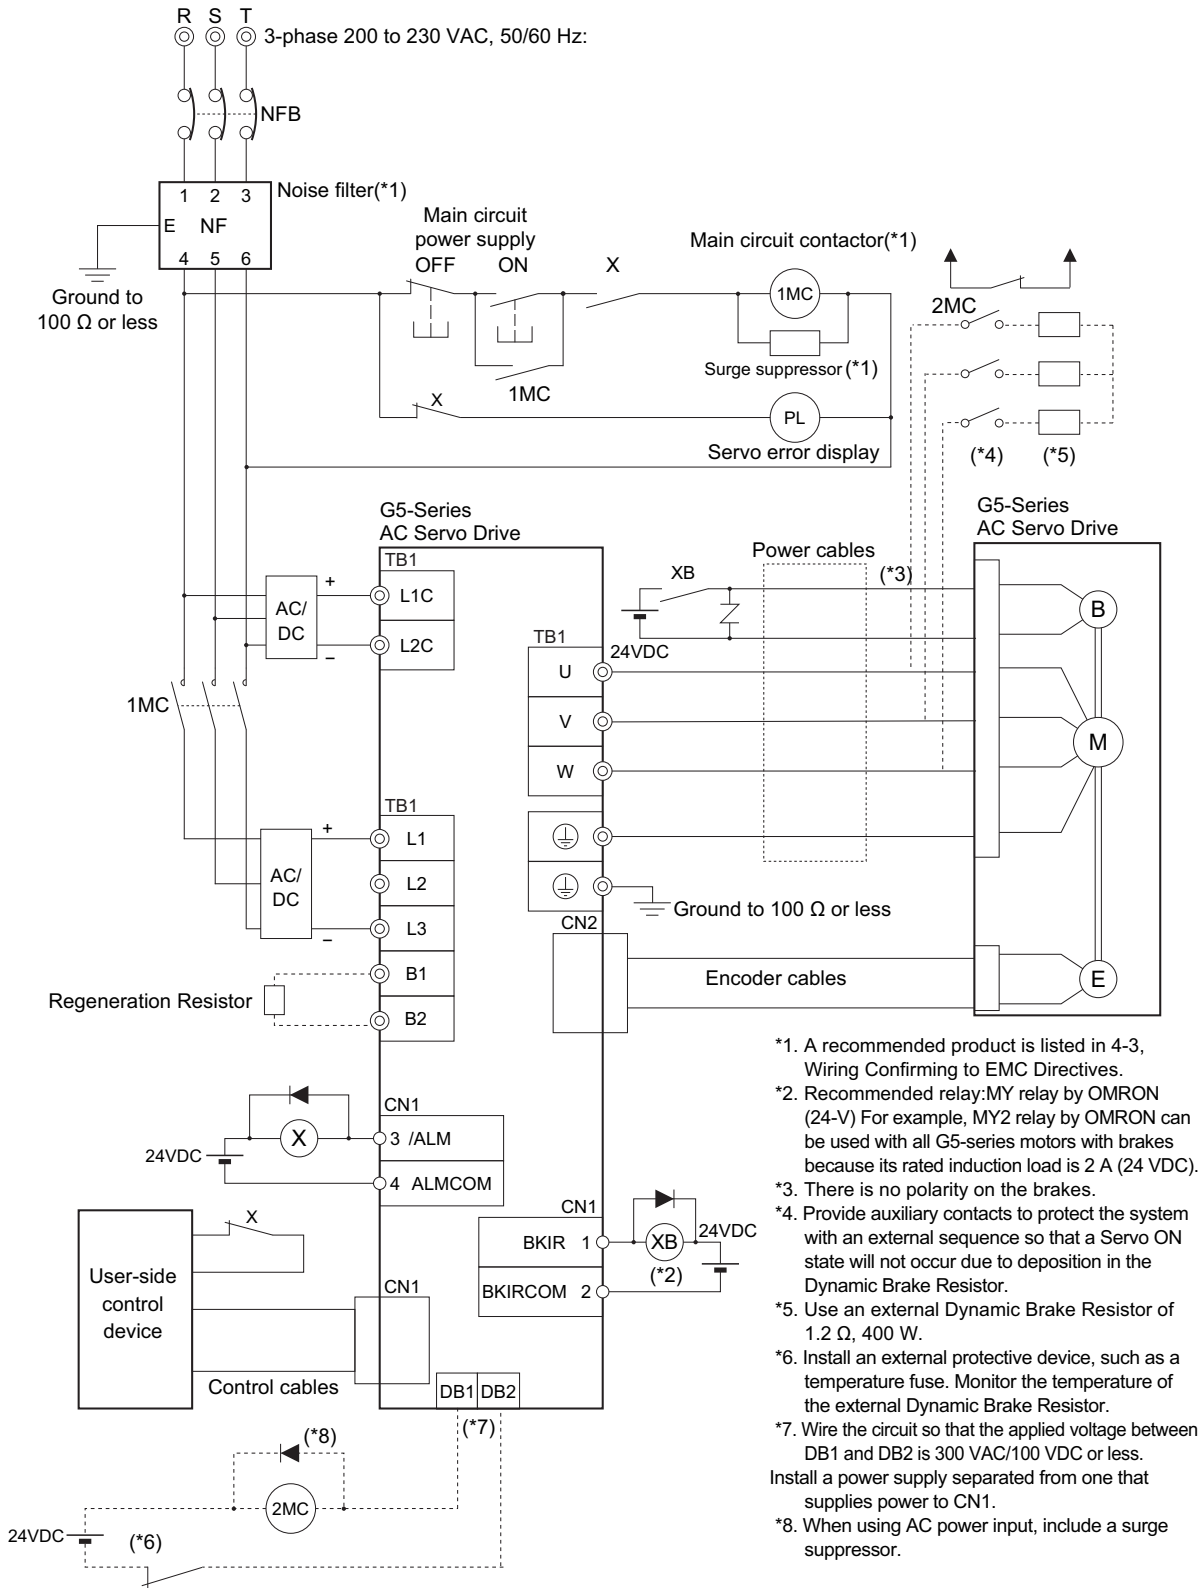 R S T
3-phase 200 to 230 VAC, 50/60 Hz:
NFB
1 2 3
Noise filter(*1)
E NF
4 5 6
Ground to
100 Ω or less
Main circuit
power supply
OFF ON
X
Main circuit contactor(*1)
1MC
Surge suppressor (*1)
1MC
X
PL
Servo error display
2MC
(*4) (*5)
G5-Series
AC Servo Drive
TB1
AC/
DC
+
−
L1C
L2C
1MC
TB1
AC/
DC
+
−
L1
L2
L3
B1
B2
Regeneration Resistor
XB
24VDC
Power cables
(*3)
TB1
U
V
W
Ground to 100 Ω or less
CN2
Encoder cables
G5-Series
AC Servo Drive
B
M
E
CN1
X
24VDC
3 /ALM
4 ALMCOM
CN1
BKIR 1
BKIRCOM 2
XB
24VDC
(*2)
User-side
control
device
X
CN1
Control cables
DB1 DB2
(*7)
(*8)
2MC
24VDC
(*6)
*1. A recommended product is listed in 4-3,
Wiring Confirming to EMC Directives.
*2. Recommended relay:MY relay by OMRON
(24-V) For example, MY2 relay by OMRON can
be used with all G5-series motors with brakes
because its rated induction load is 2 A (24 VDC).
*3. There is no polarity on the brakes.
*4. Provide auxiliary contacts to protect the system
with an external sequence so that a Servo ON
state will not occur due to deposition in the
Dynamic Brake Resistor.
*5. Use an external Dynamic Brake Resistor of
1.2 Ω, 400 W.
*6. Install an external protective device, such as a
temperature fuse. Monitor the temperature of
the external Dynamic Brake Resistor.
*7. Wire the circuit so that the applied voltage between
DB1 and DB2 is 300 VAC/100 VDC or less.
Install a power supply separated from one that
supplies power to CN1.
*8. When using AC power input, include a surge
suppressor.